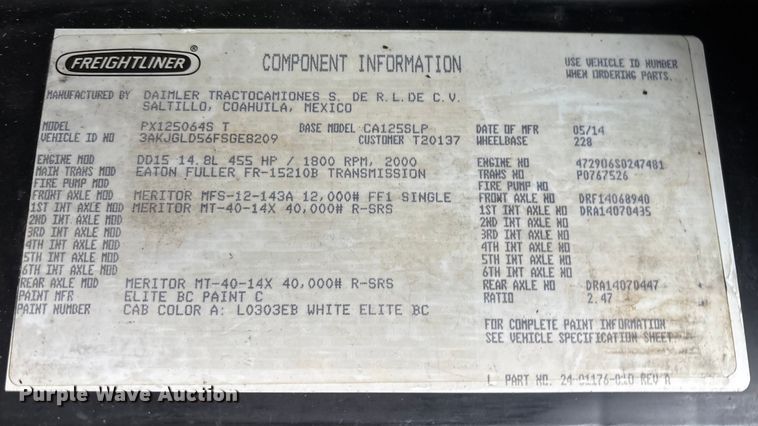 FREIGHTLINER ®
COMPONENT INFORMATION
USE VEHICLE ID NUMBER
WHEN ORDERING PARTS.
MANUFACTURED BY DAIMLER TRACTOCAMIONES S. DE R.L.DE C.V.
SALTILLO, COAHUILA, MEXICO
MODEL PX125064S T BASE MODEL CA125SLP DATE OF MFR 05/14
VEHICLE ID NO 3AKJGLD56FSGE8209 CUSTOMER T20137 WHEELBASE 228
ENGINE MOD DD15 14.8L 455 HP / 1800 RPM, 2000 ENGINE NO 472906S0247481
MAIN TRANS MOD EATON FULLER FR-15210B TRANSMISSION TRANS NO P0767526
FIRE PUMP MOD FIRE PUMP NO
FRONT AXLE MOD MERITOR MFS-12-143A 12,000# FF1 SINGLE FRONT AXLE NO DRF14068940
1ST INT AXLE MOD MERITOR MT-40-14X 40,000# R-SRS 1ST INT AXLE NO DRA14070435
2ND INT AXLE MOD 2ND INT AXLE NO
3RD INT AXLE MOD 3RD INT AXLE NO
4TH INT AXLE MOD 4TH INT AXLE NO
5TH INT AXLE MOD 5TH INT AXLE NO
6TH INT AXLE MOD 6TH INT AXLE NO
REAR AXLE MOD MERITOR MT-40-14X 40,000# R-SRS REAR AXLE NO DRA14070447
PAINT MFR ELITE BC PAINT C RATIO 2.47
PAINT NUMBER CAB COLOR A: L0303EB WHITE ELITE BC
FOR COMPLETE PAINT INFORMATION
SEE VEHICLE SPECIFICATION SHEET.
PART NO. 24-01176-010 REV A
Purple Wave Auction